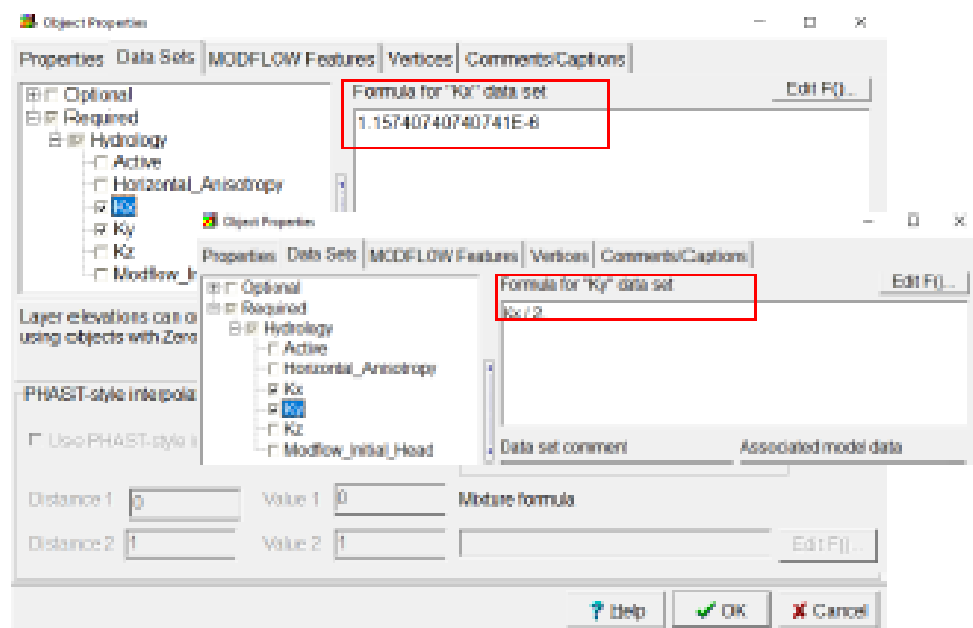 Object Properties
Properties Data Sets MODFLOW Features Vertices Comments/Captions
Optional
Required
Hydrology
Active
Horizontal_Anisotropy
Kx
Ky
Kz
Modflow_I
Formula for "Kx" data set
Edit F()...
1.15740740740741E-6
Layer elevations can o
using objects with Zero
PHAST-style interpola
Use PHAST-style i
Distance 1 0 Value 1 0 Mixture formula
Distance 2 1 Value 2 1 Edit F()...
Help OK Cancel
Object Properties
Properties Data Sets MODFLOW Features Vertices Comments/Captions
Optional
Required
Hydrology
Active
Horizontal_Anisotropy
Kx
Ky
Kz
Modflow_Initial_Head
Formula for "Ky" data set
Edit F()...
Kx / 2
Data set comment Associated model data